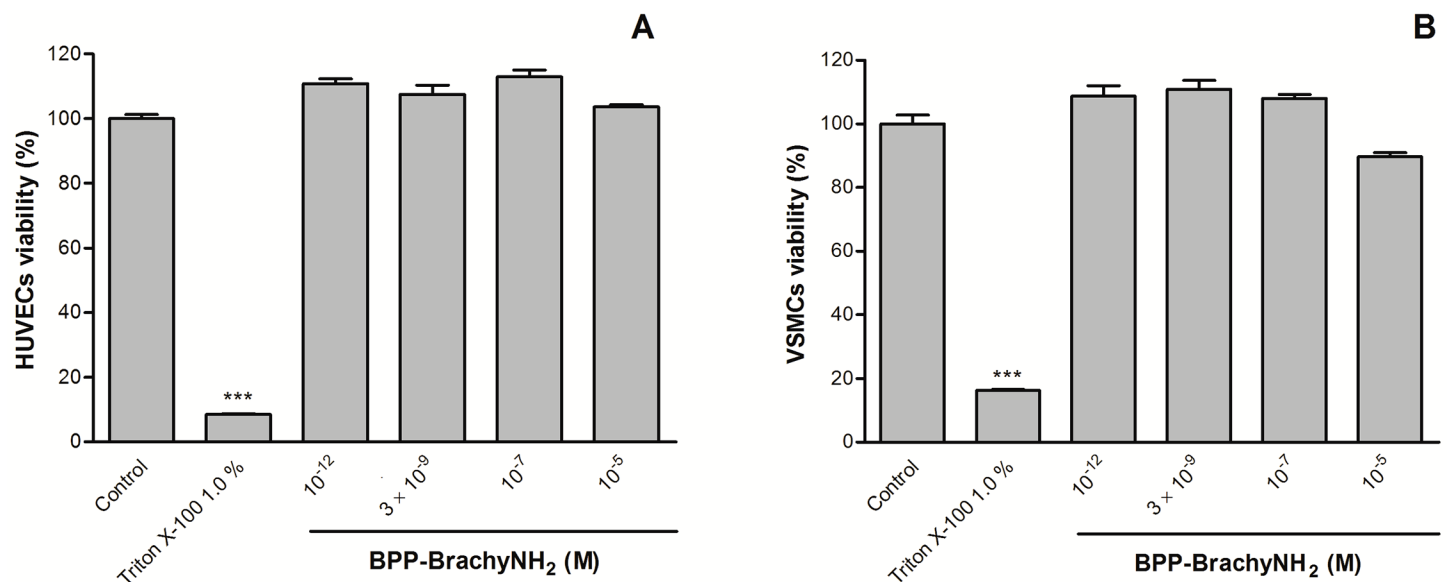 A
HUVECs viability (%)
120
100
80
60
40
20
0
***
Control
Triton X-100 1.0 %
10⁻¹²
3 × 10⁻⁹
10⁻⁷
10⁻⁵
BPP-BrachyNH₂ (M)
B
VSMCs viability (%)
120
100
80
60
40
20
0
***
Control
Triton X-100 1.0 %
10⁻¹²
3 × 10⁻⁹
10⁻⁷
10⁻⁵
BPP-BrachyNH₂ (M)